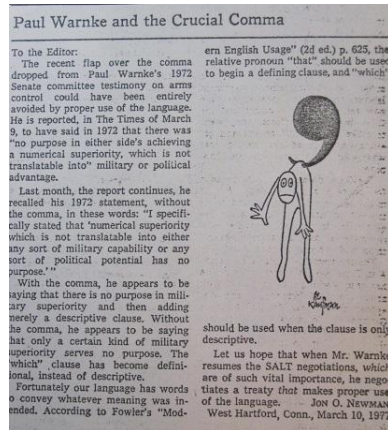 Paul Warnke and the Crucial Comma
To the Editor:
The recent flap over the comma
dropped from Paul Warnke's 1972
Senate committee testimony on arms
control could have been entirely
avoided by proper use of the language.
He is reported, in The Times of March
9, to have said in 1972 that there was
"no purpose in either side's achieving
a numerical superiority, which is not
translatable into" military or political
advantage.
Last month, the report continues, he
recalled his 1972 statement, without
the comma, in these words: "I specifi-
cally stated that 'numerical superiority
which is not translatable into either
any sort of military capability or any
sort of political potential has no
purpose.'"
With the comma, he appears to be
saying that there is no purpose in mili-
ary superiority and then adding
merely a descriptive clause. Without
he comma, he appears to be saying
hat only a certain kind of military
uperiority serves no purpose. The
"which" clause has become defini-
ional, instead of descriptive.
Fortunately our language has words
o convey whatever meaning was in-
ended. According to Fowler's "Mod-
ern English Usage" (2d ed.) p. 625, the
relative pronoun "that" should be used
to begin a defining clause, and "which"
should be used when the clause is only
descriptive.
Let us hope that when Mr. Warnke
resumes the SALT negotiations, which
are of such vital importance, he nego-
tiates a treaty that makes proper use
of the language. JON O. NEWMAN
West Hartford, Conn., March 10, 1977